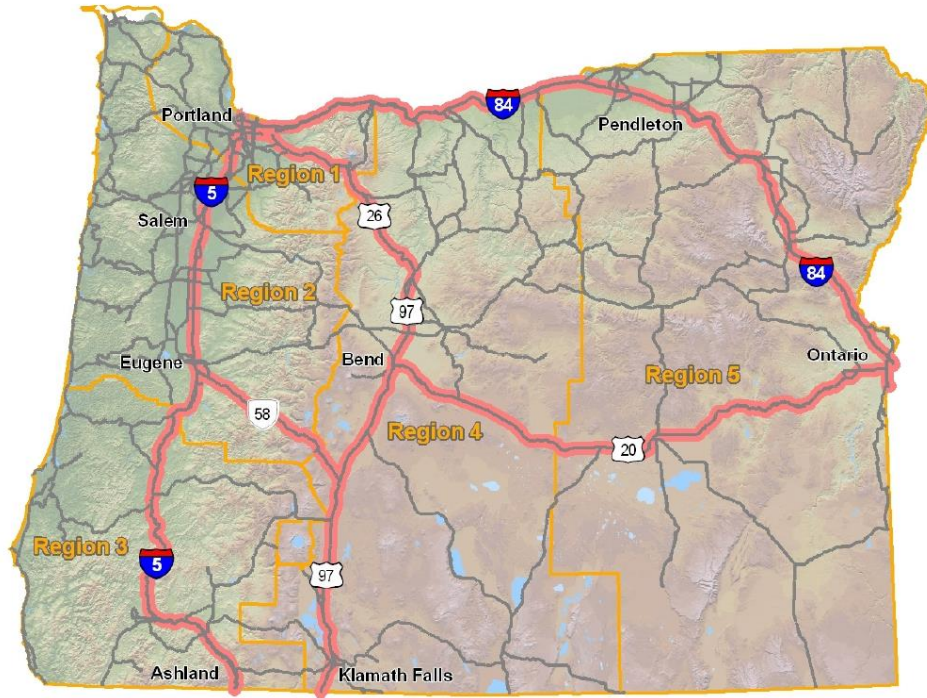 84
Portland
Pendleton
Region 1
5
26
Salem
84
Region 2
97
Bend
Ontario
Eugene
Region 5
58
Region 4
20
Region 3
5
97
Ashland
Klamath Falls